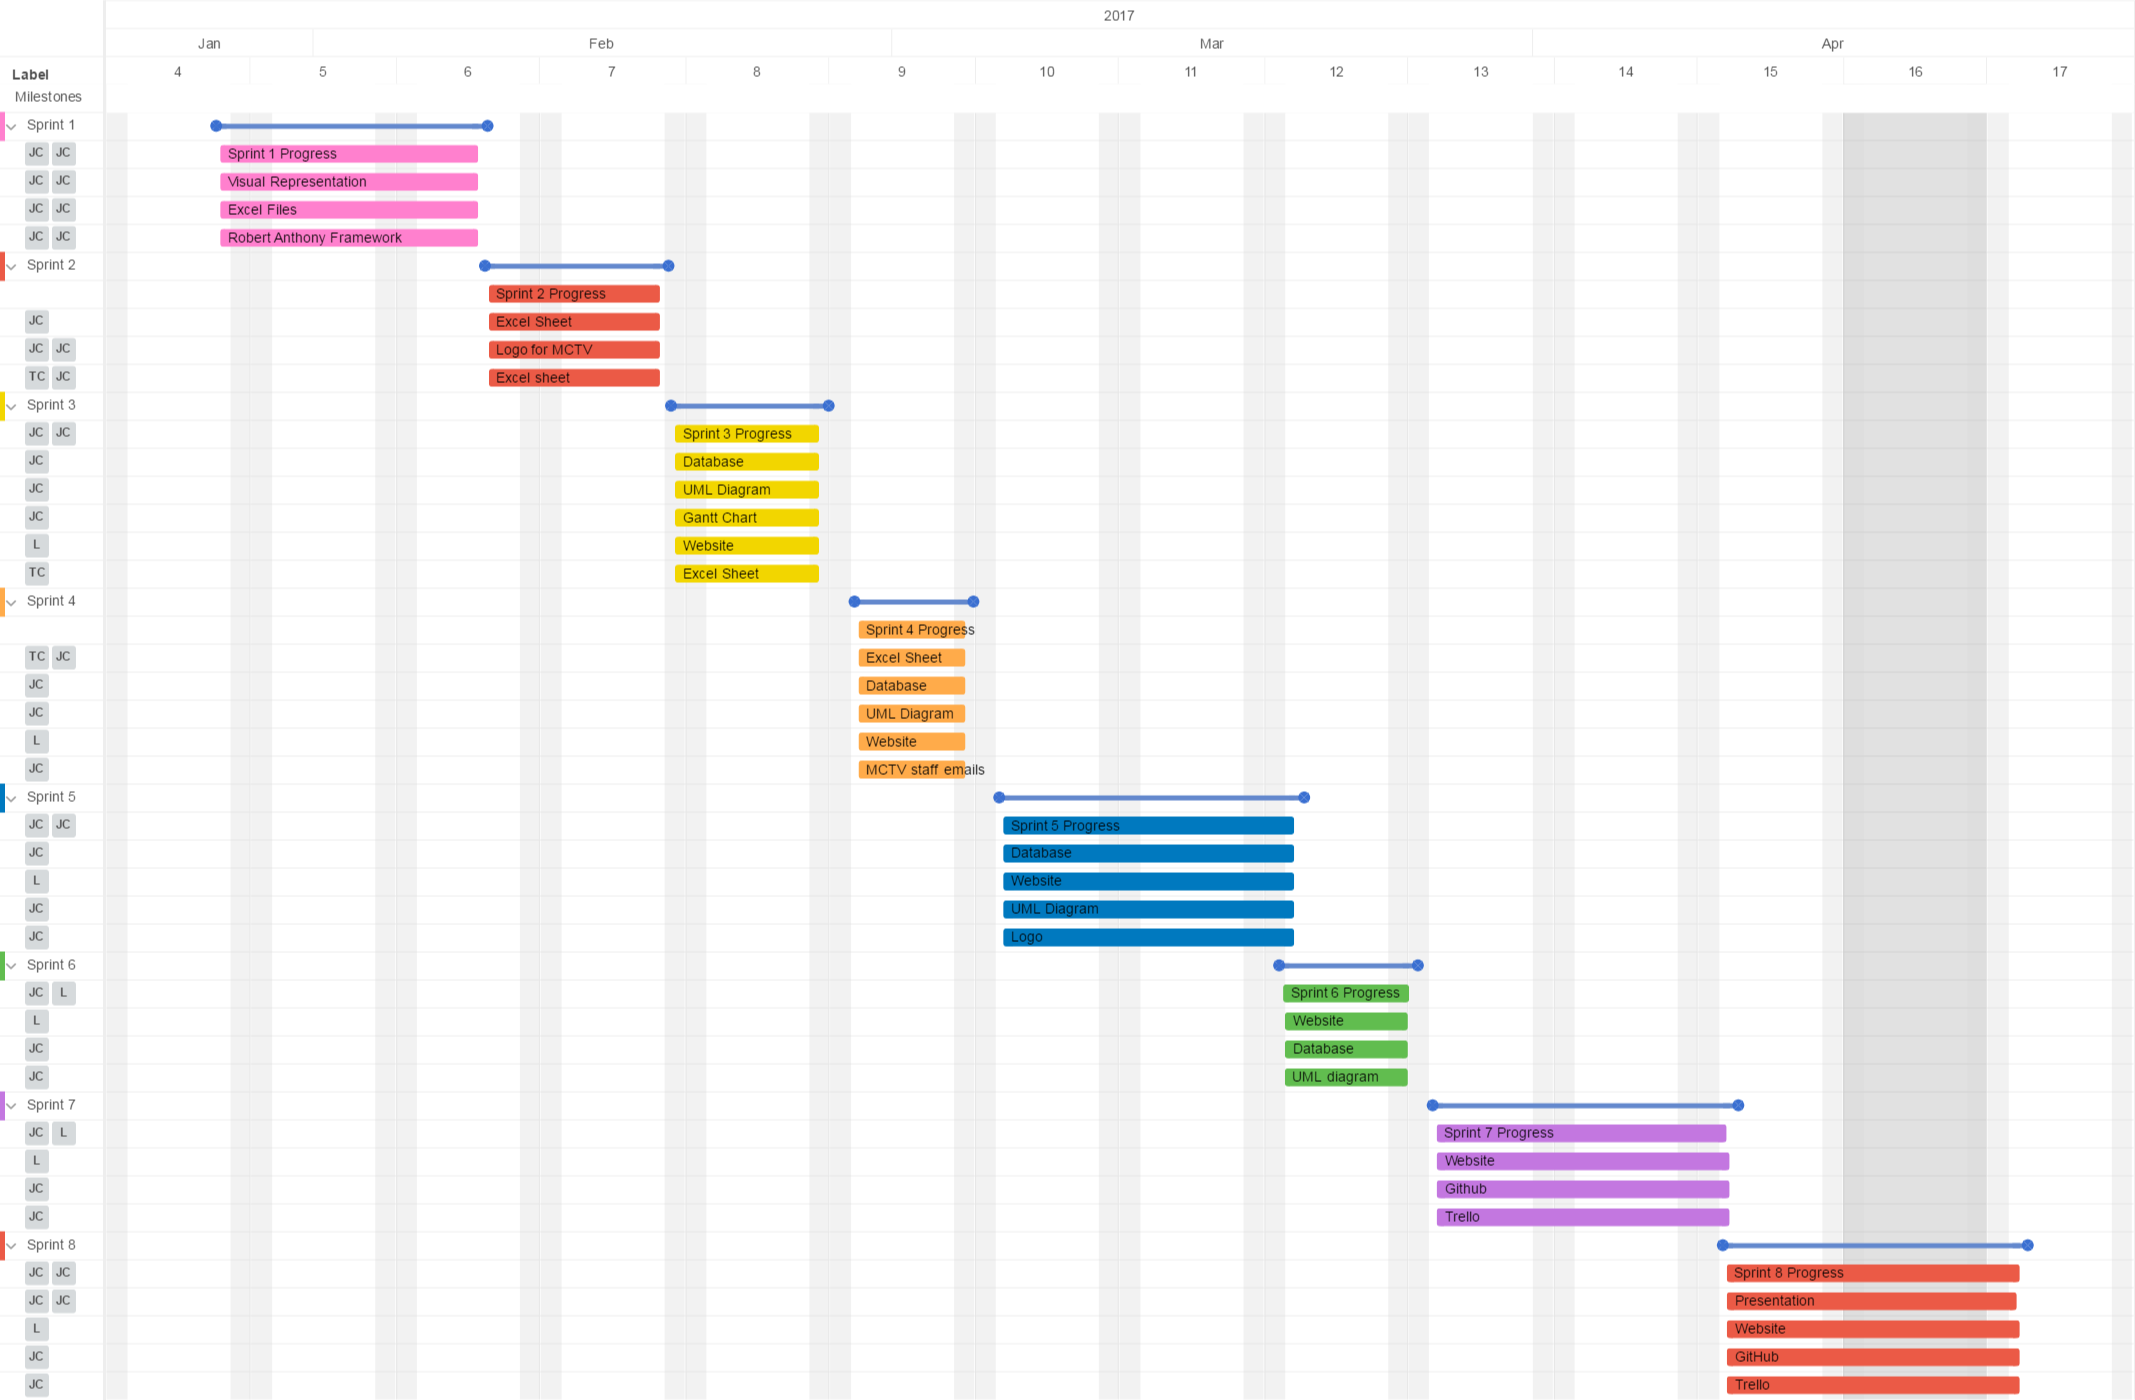 2017
Jan Feb Mar Apr
Label 4 5 6 7 8 9 10 11 12 13 14 15 16 17
Milestones
Sprint 1
JC JC Sprint 1 Progress
JC JC Visual Representation
JC JC Excel Files
JC JC Robert Anthony Framework
Sprint 2
Sprint 2 Progress
JC Excel Sheet
JC JC Logo for MCTV
TC JC Excel sheet
Sprint 3
JC JC Sprint 3 Progress
JC Database
JC UML Diagram
JC Gantt Chart
L Website
TC Excel Sheet
Sprint 4
Sprint 4 Progress
TC JC Excel Sheet
JC Database
JC UML Diagram
L Website
JC MCTV staff emails
Sprint 5
JC JC Sprint 5 Progress
JC Database
L Website
JC UML Diagram
JC Logo
Sprint 6
JC L Sprint 6 Progress
L Website
JC Database
JC UML diagram
Sprint 7
JC L Sprint 7 Progress
L Website
JC Github
JC Trello
Sprint 8
JC JC Sprint 8 Progress
JC JC Presentation
L Website
JC GitHub
JC Trello